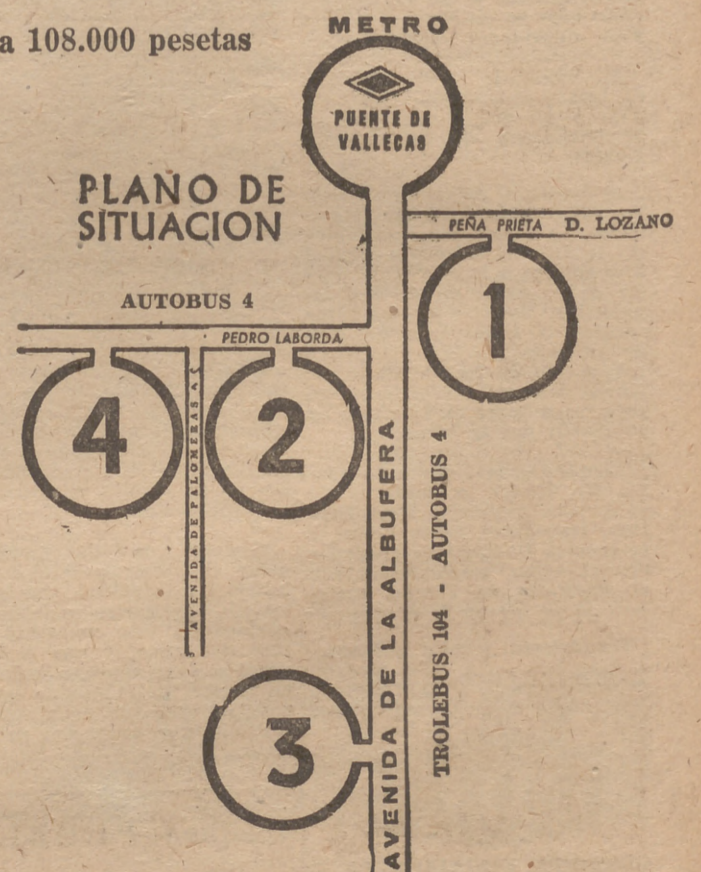 METRO
a 108.000 pesetas
PUENTE DE
VALLECAS
PLANO DE
SITUACION
PEÑA PRIETA D. LOZANO
AUTOBUS 4
PEDRO LABORDA
1
4
2
AVENIDA DE PALOMERAS
AVENIDA DE LA ALBUFERA
TROLEBUS 104 - AUTOBUS 4
3